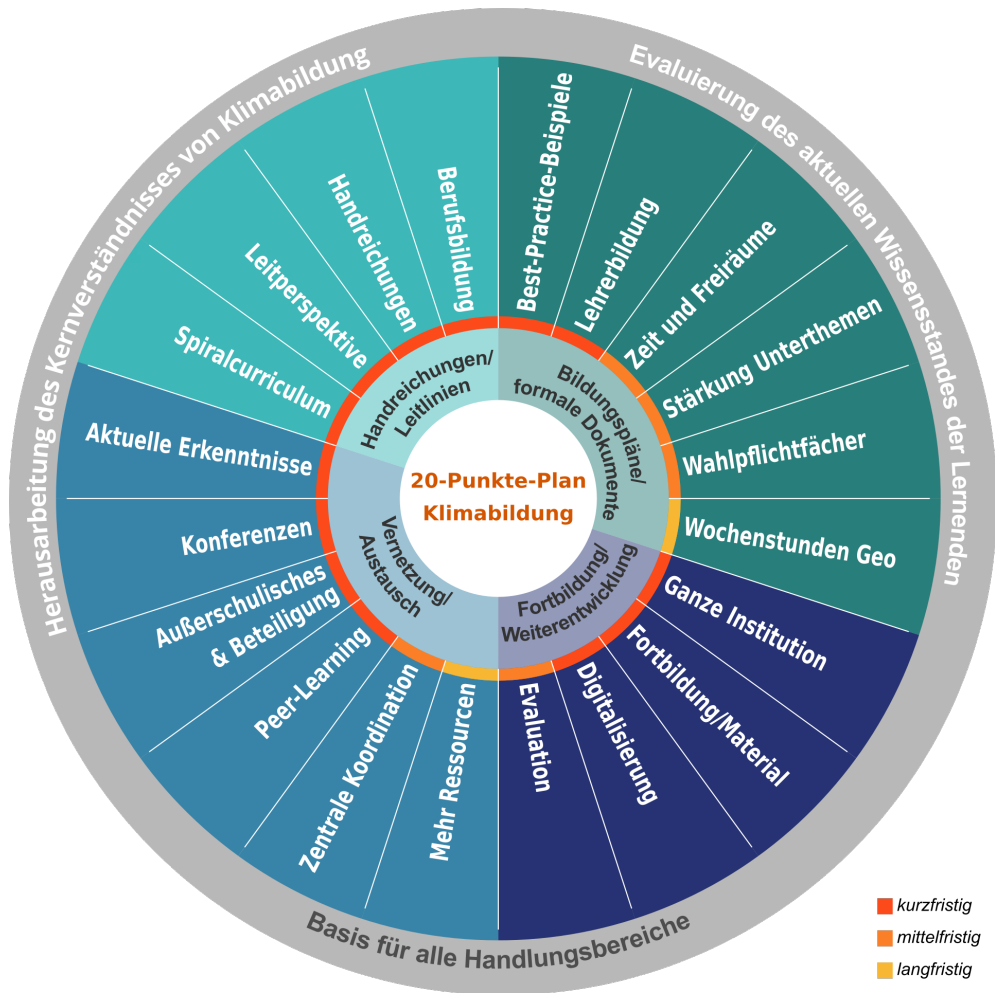 Herausarbeitung des Kernverständnisses von Klimabildung
Evaluierung des aktuellen Wissensstandes der Lernenden
Basis für alle Handlungsbereiche
20-Punkte-Plan
Klimabildung
Bildungspläne/
formale Dokumente
Best-Practice-Beispiele
Lehrerbildung
Zeit und Freiräume
Stärkung Unterthemen
Wahlpflichtfächer
Wochenstunden Geo
Fortbildung/
Weiterentwicklung
Ganze Institution
Fortbildung/Material
Digitalisierung
Evaluation
Vernetzung/
Austausch
Mehr Ressourcen
Zentrale Koordination
Peer-Learning
Außerschulisches
& Beteiligung
Konferenzen
Aktuelle Erkenntnisse
Handreichungen/
Leitlinien
Spiralcurriculum
Leitperspektive
Handreichungen
Berufsbildung
kurzfristig
mittelfristig
langfristig